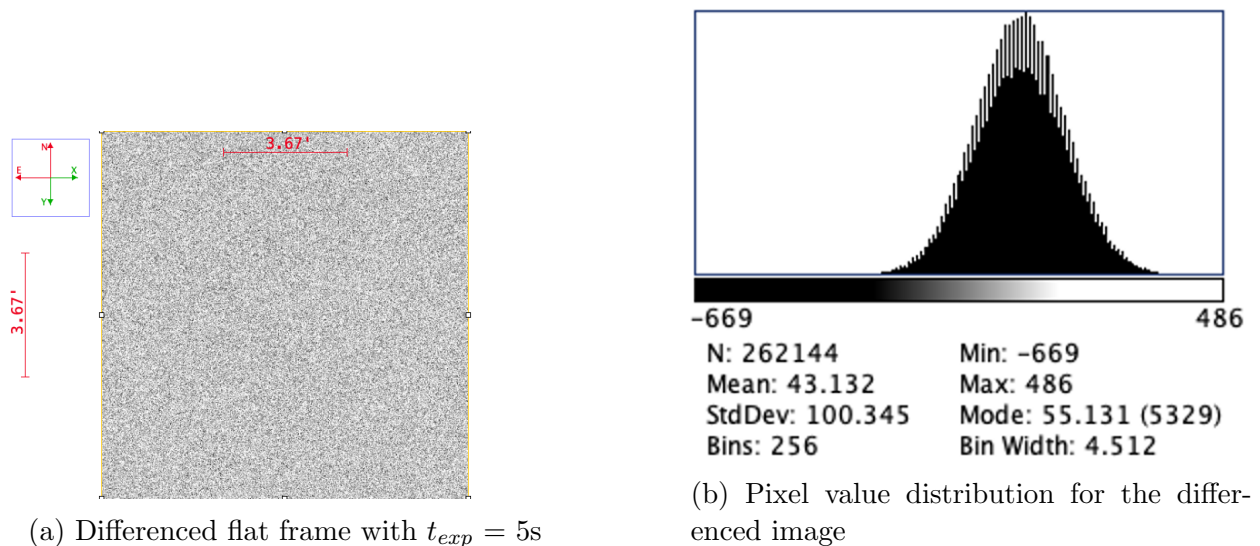 3.67'
N
E
X
Y
3.67'
(a) Differenced flat frame with t_{exp} = 5s
-669 486
N: 262144 Min: -669
Mean: 43.132 Max: 486
StdDev: 100.345 Mode: 55.131 (5329)
Bins: 256 Bin Width: 4.512
(b) Pixel value distribution for the differ-
enced image